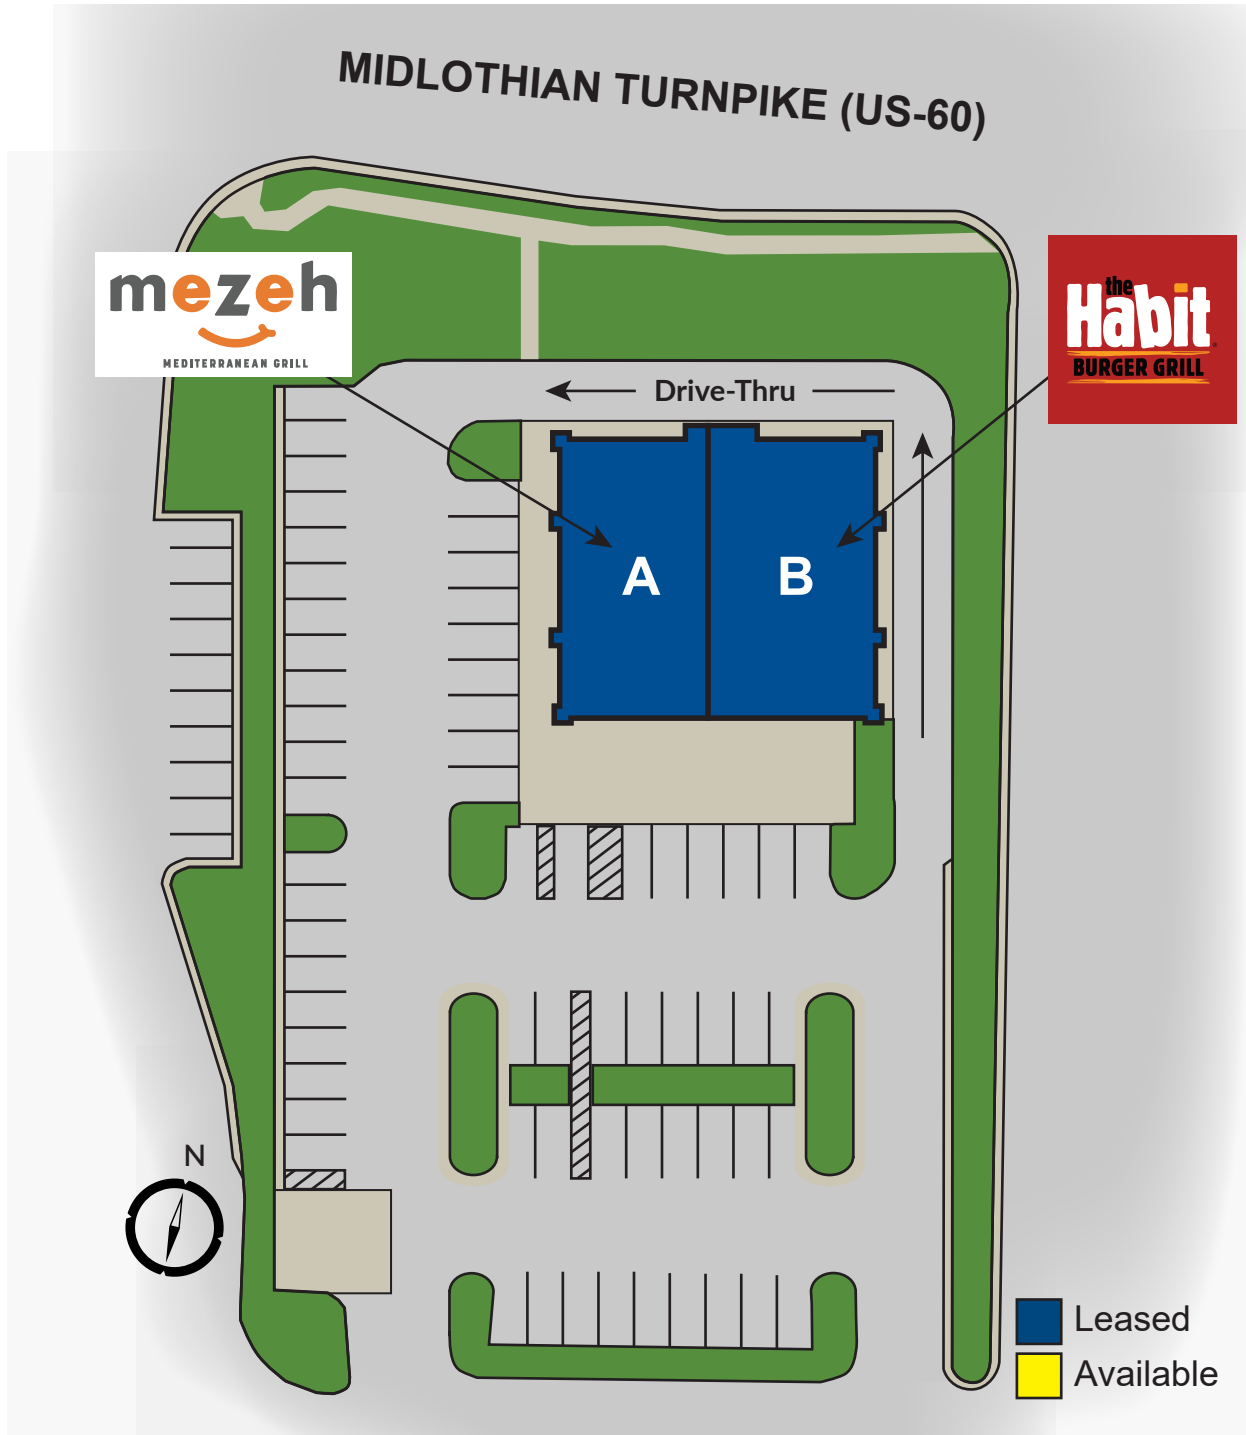 MIDLOTHIAN TURNPIKE (US-60)
mezeh
MEDITERRANEAN GRILL
the
Habit
BURGER GRILL
Drive-Thru
A
B
N
Leased
Available